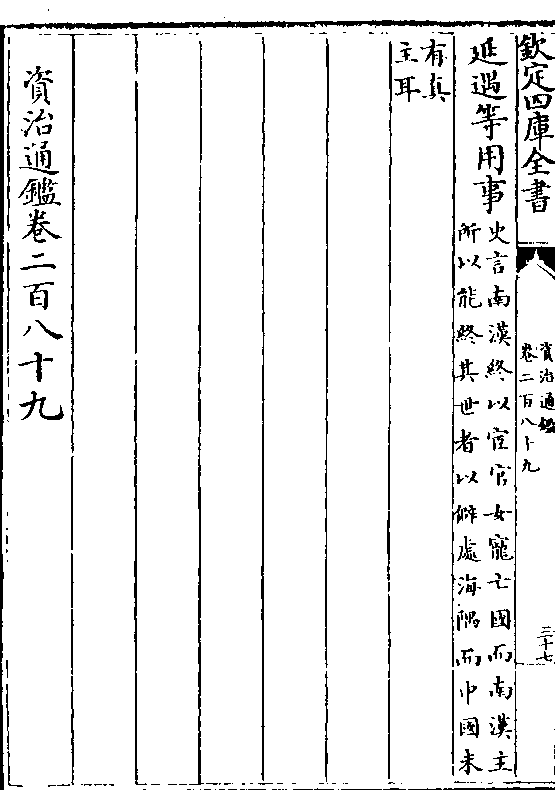 欽定四庫全書
資治通鑑
卷二百八十九
三十七
延遇等用事
史言南漢終以宦官女寵亡國而南漢主
所以能終其世者以僻處海隅而中國未
有真
主耳
資治通鑑卷二百八十九